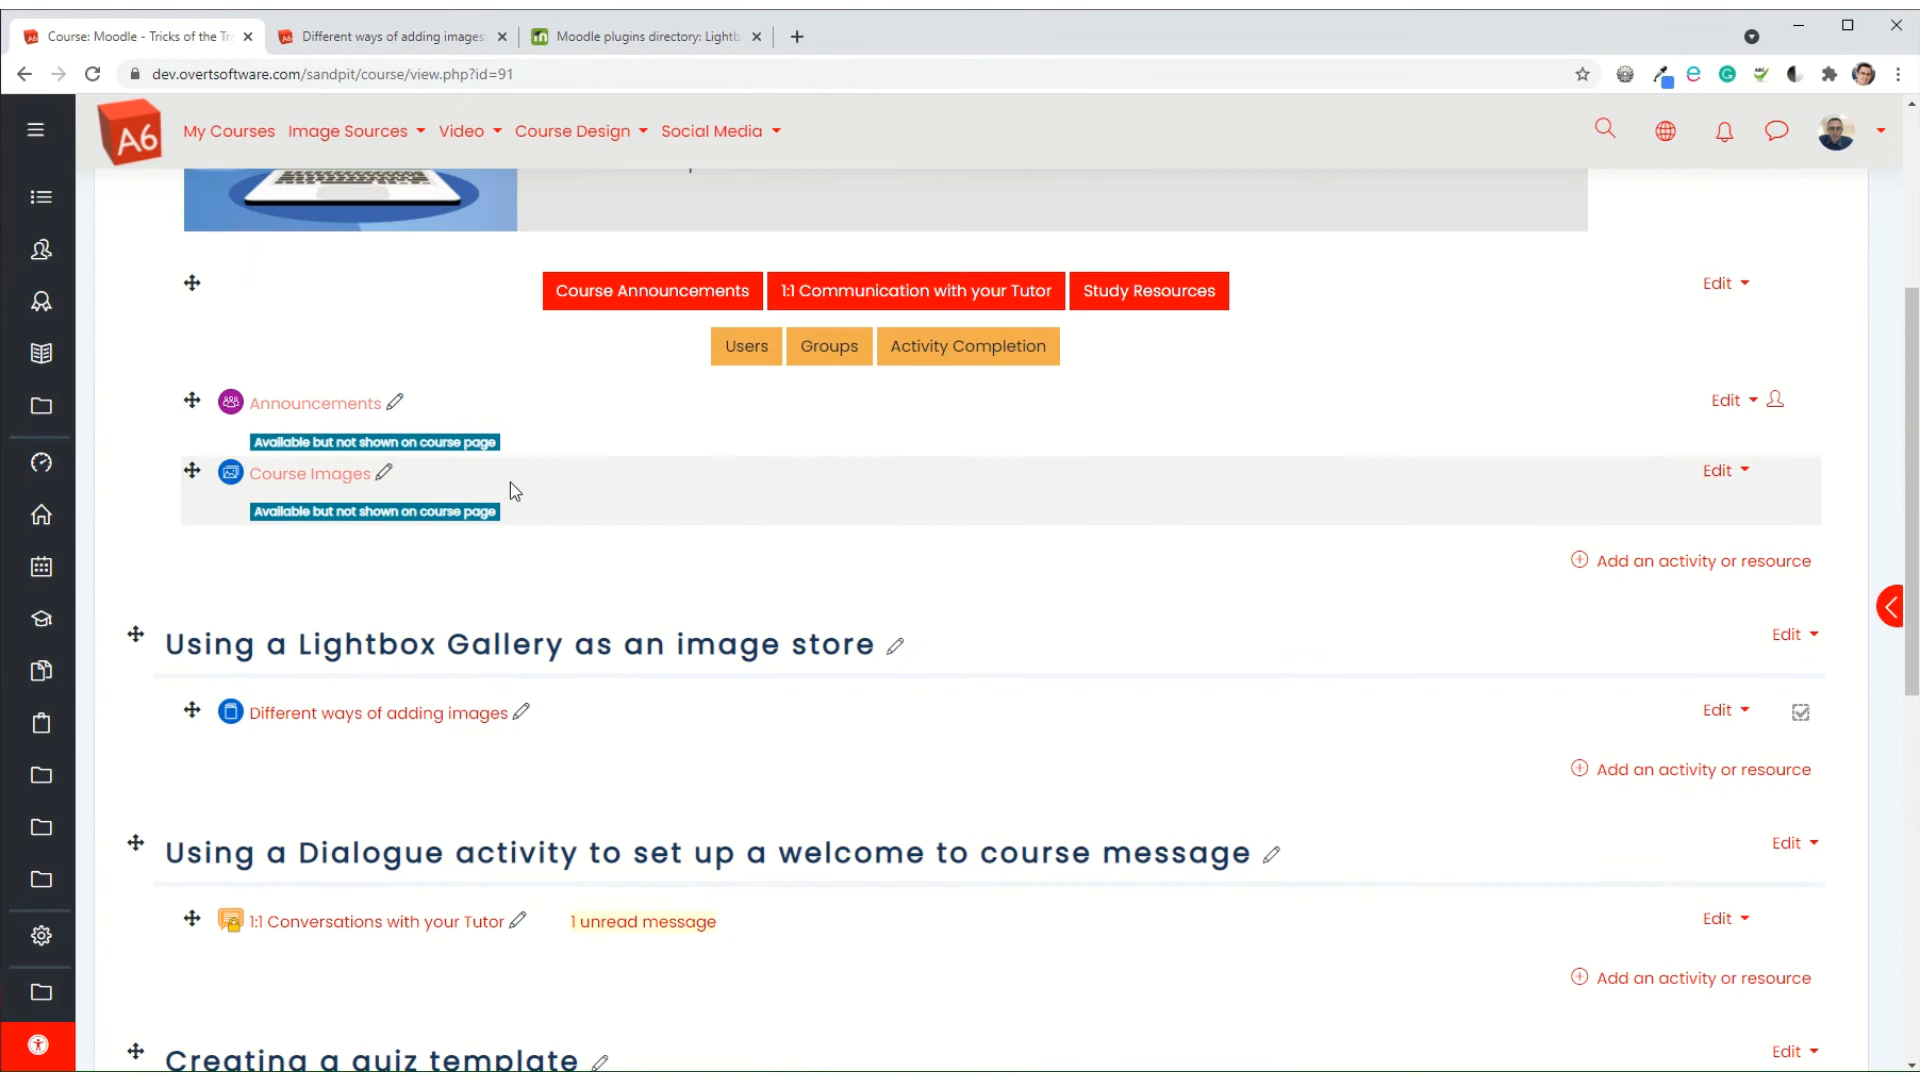 Course: Moodle - Tricks of the Tr
Different ways of adding images
Moodle plugins directory: Lightb
dev.overtsoftware.com/sandpit/course/view.php?id=91
A6
My Courses
Image Sources
Video
Course Design
Social Media
Course Announcements
1:1 Communication with your Tutor
Study Resources
Edit
Users
Groups
Activity Completion
Announcements
Edit
Available but not shown on course page
Course Images
Edit
Available but not shown on course page
Add an activity or resource
Using a Lightbox Gallery as an image store
Edit
Different ways of adding images
Edit
Add an activity or resource
Using a Dialogue activity to set up a welcome to course message
Edit
1:1 Conversations with your Tutor
1 unread message
Edit
Add an activity or resource
Creating a quiz template
Edit